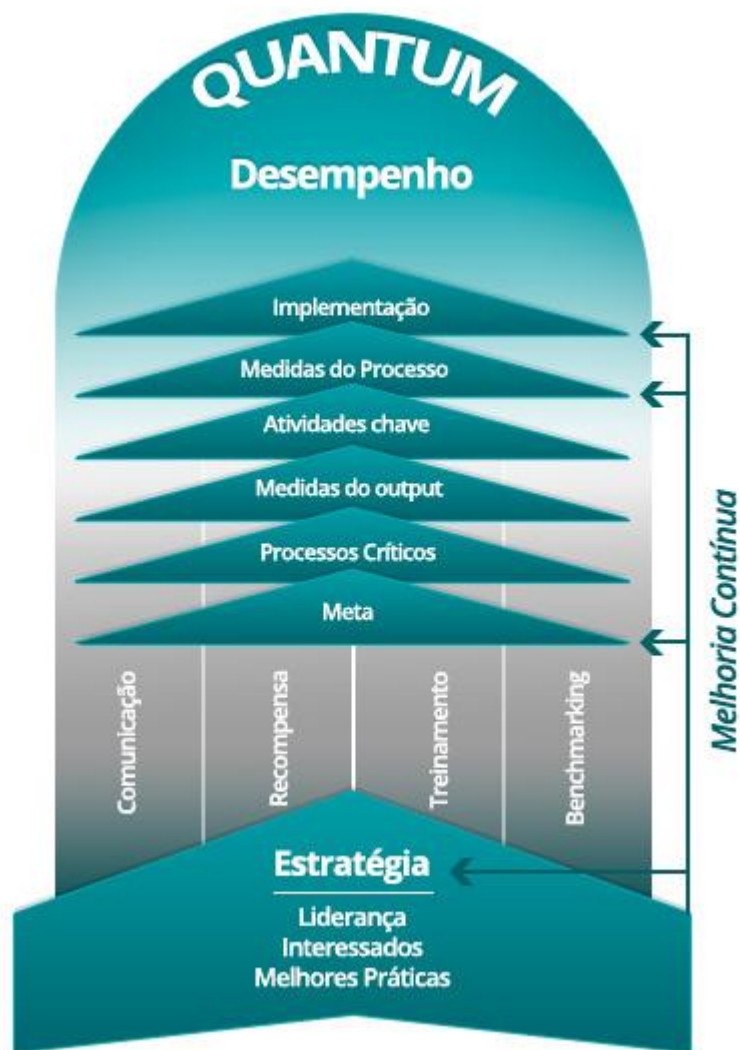 QUANTUM
Desempenho
Implementação
Medidas do Processo
Atividades chave
Medidas do output
Processos Críticos
Meta
Comunicação
Recompensa
Treinamento
Benchmarking
Estratégia
Liderança
Interessados
Melhores Práticas
Melhoria Contínua